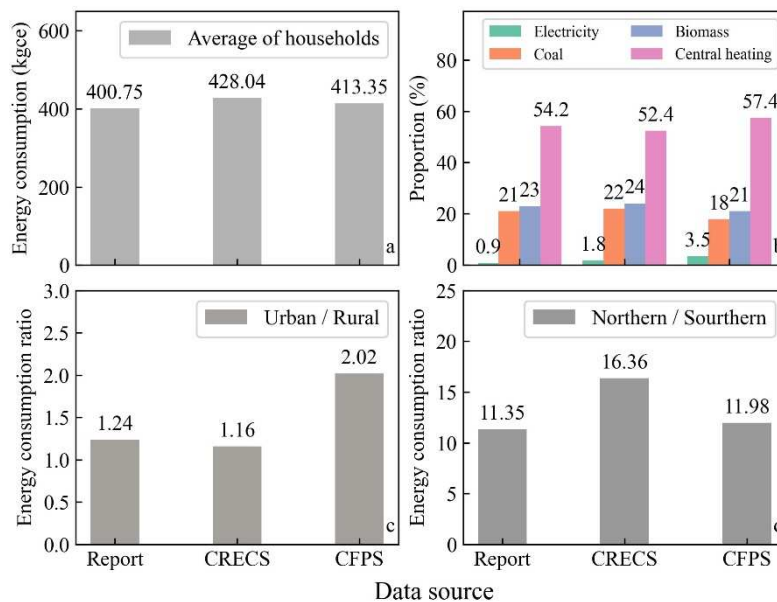 Energy consumption (kgce)
600
400
200
0
Average of households
400.75
428.04
413.35
a
Proportion (%)
80
60
40
20
0
Electricity
Biomass
Coal
Central heating
0.9
21
23
54.2
1.8
22
24
52.4
3.5
18
21
57.4
b
Energy consumption ratio
3.0
2.5
2.0
1.5
1.0
0.5
0.0
Urban / Rural
1.24
1.16
2.02
c
Report
CRECS
CFPS
Energy consumption ratio
25
20
15
10
5
0
Northern / Sourthern
11.35
16.36
11.98
Report
CRECS
CFPS
Data source